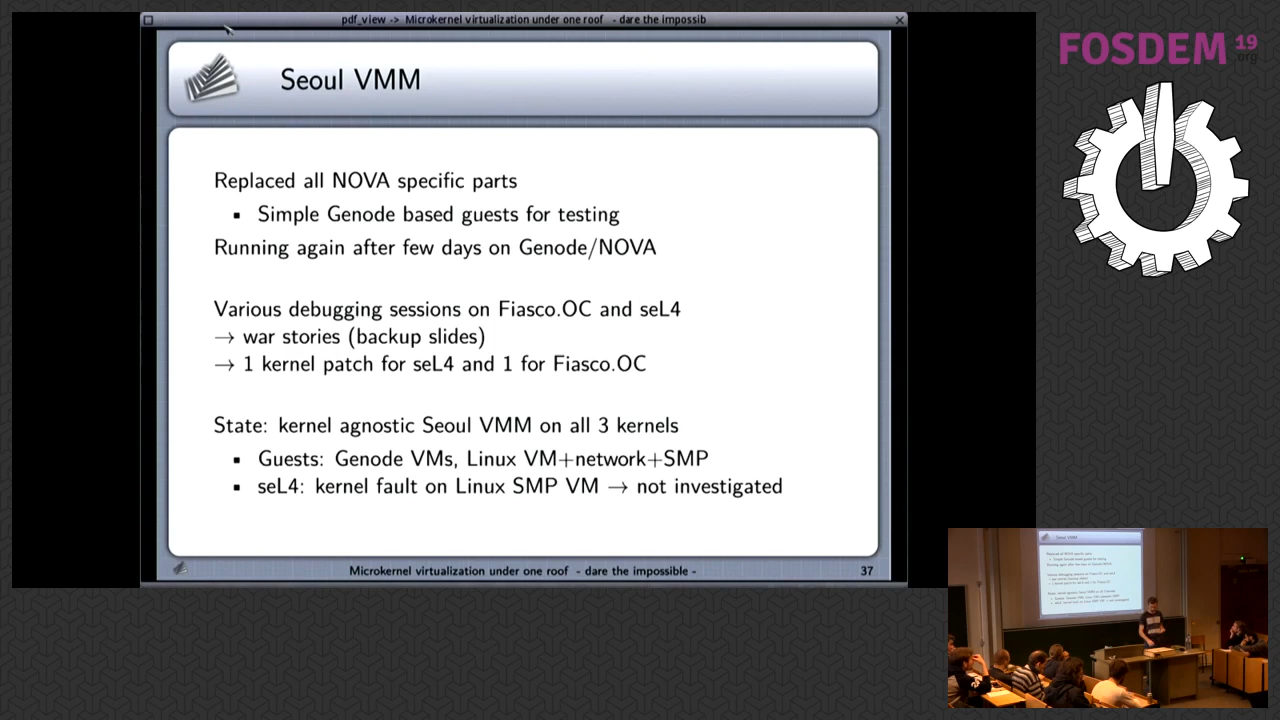 pdf_view -> Microkernel virtualization under one roof - dare the impossib
FOSDEM 19
.org
Seoul VMM
Replaced all NOVA specific parts
▪ Simple Genode based guests for testing
Running again after few days on Genode/NOVA
Various debugging sessions on Fiasco.OC and seL4
→ war stories (backup slides)
→ 1 kernel patch for seL4 and 1 for Fiasco.OC
State: kernel agnostic Seoul VMM on all 3 kernels
▪ Guests: Genode VMs, Linux VM+network+SMP
▪ seL4: kernel fault on Linux SMP VM → not investigated
Microkernel virtualization under one roof - dare the impossible -
37
Seoul VMM